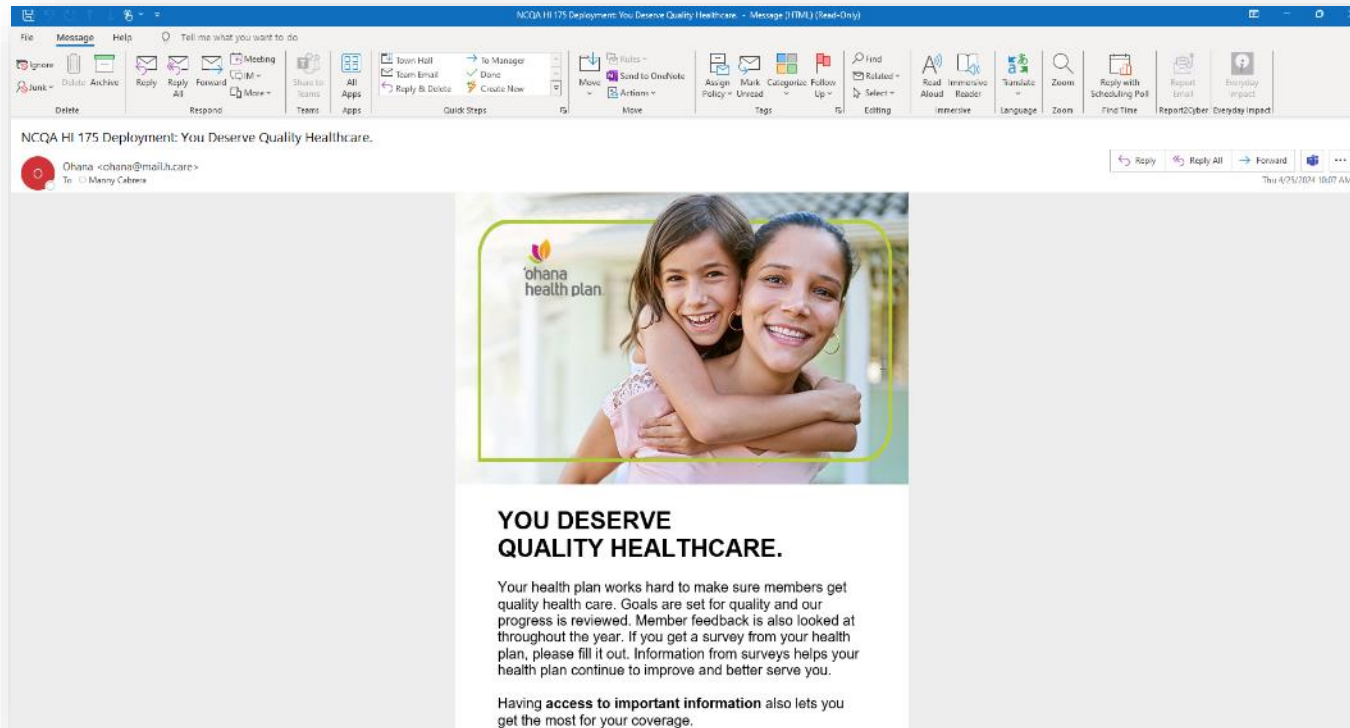 NCQA HI 175 Deployment: You Deserve Quality Healthcare. - Message (HTML) (Read-Only)
File Message Help Tell me what you want to do
Ignore
Junk
Delete
Archive
Reply
Reply All
Forward
Meeting
IM
More
Share to Teams
All Apps
Town Hall
Team Email
Reply & Delete
To Manager
Done
Create New
Move
Rules
Send to OneNote
Actions
Assign Policy
Mark Unread
Categorize
Follow Up
Find
Related
Select
Read Aloud
Immersive Reader
Translate
Zoom
Reply with Scheduling Poll
Report Email
Everyday Impact
Delete Respond Teams Apps Quick Steps Move Tags Editing Immersive Language Zoom Find Time Report2Cyber Everyday Impact
NCQA HI 175 Deployment: You Deserve Quality Healthcare.
O
Ohana <ohana@mail.h.care>
To Manny Cabrera
Reply Reply All Forward
Thu 4/25/2024 10:07 AM
'ohana
health plan
YOU DESERVE
QUALITY HEALTHCARE.
Your health plan works hard to make sure members get
quality health care. Goals are set for quality and our
progress is reviewed. Member feedback is also looked at
throughout the year. If you get a survey from your health
plan, please fill it out. Information from surveys helps your
health plan continue to improve and better serve you.
Having access to important information also lets you
get the most for your coverage.